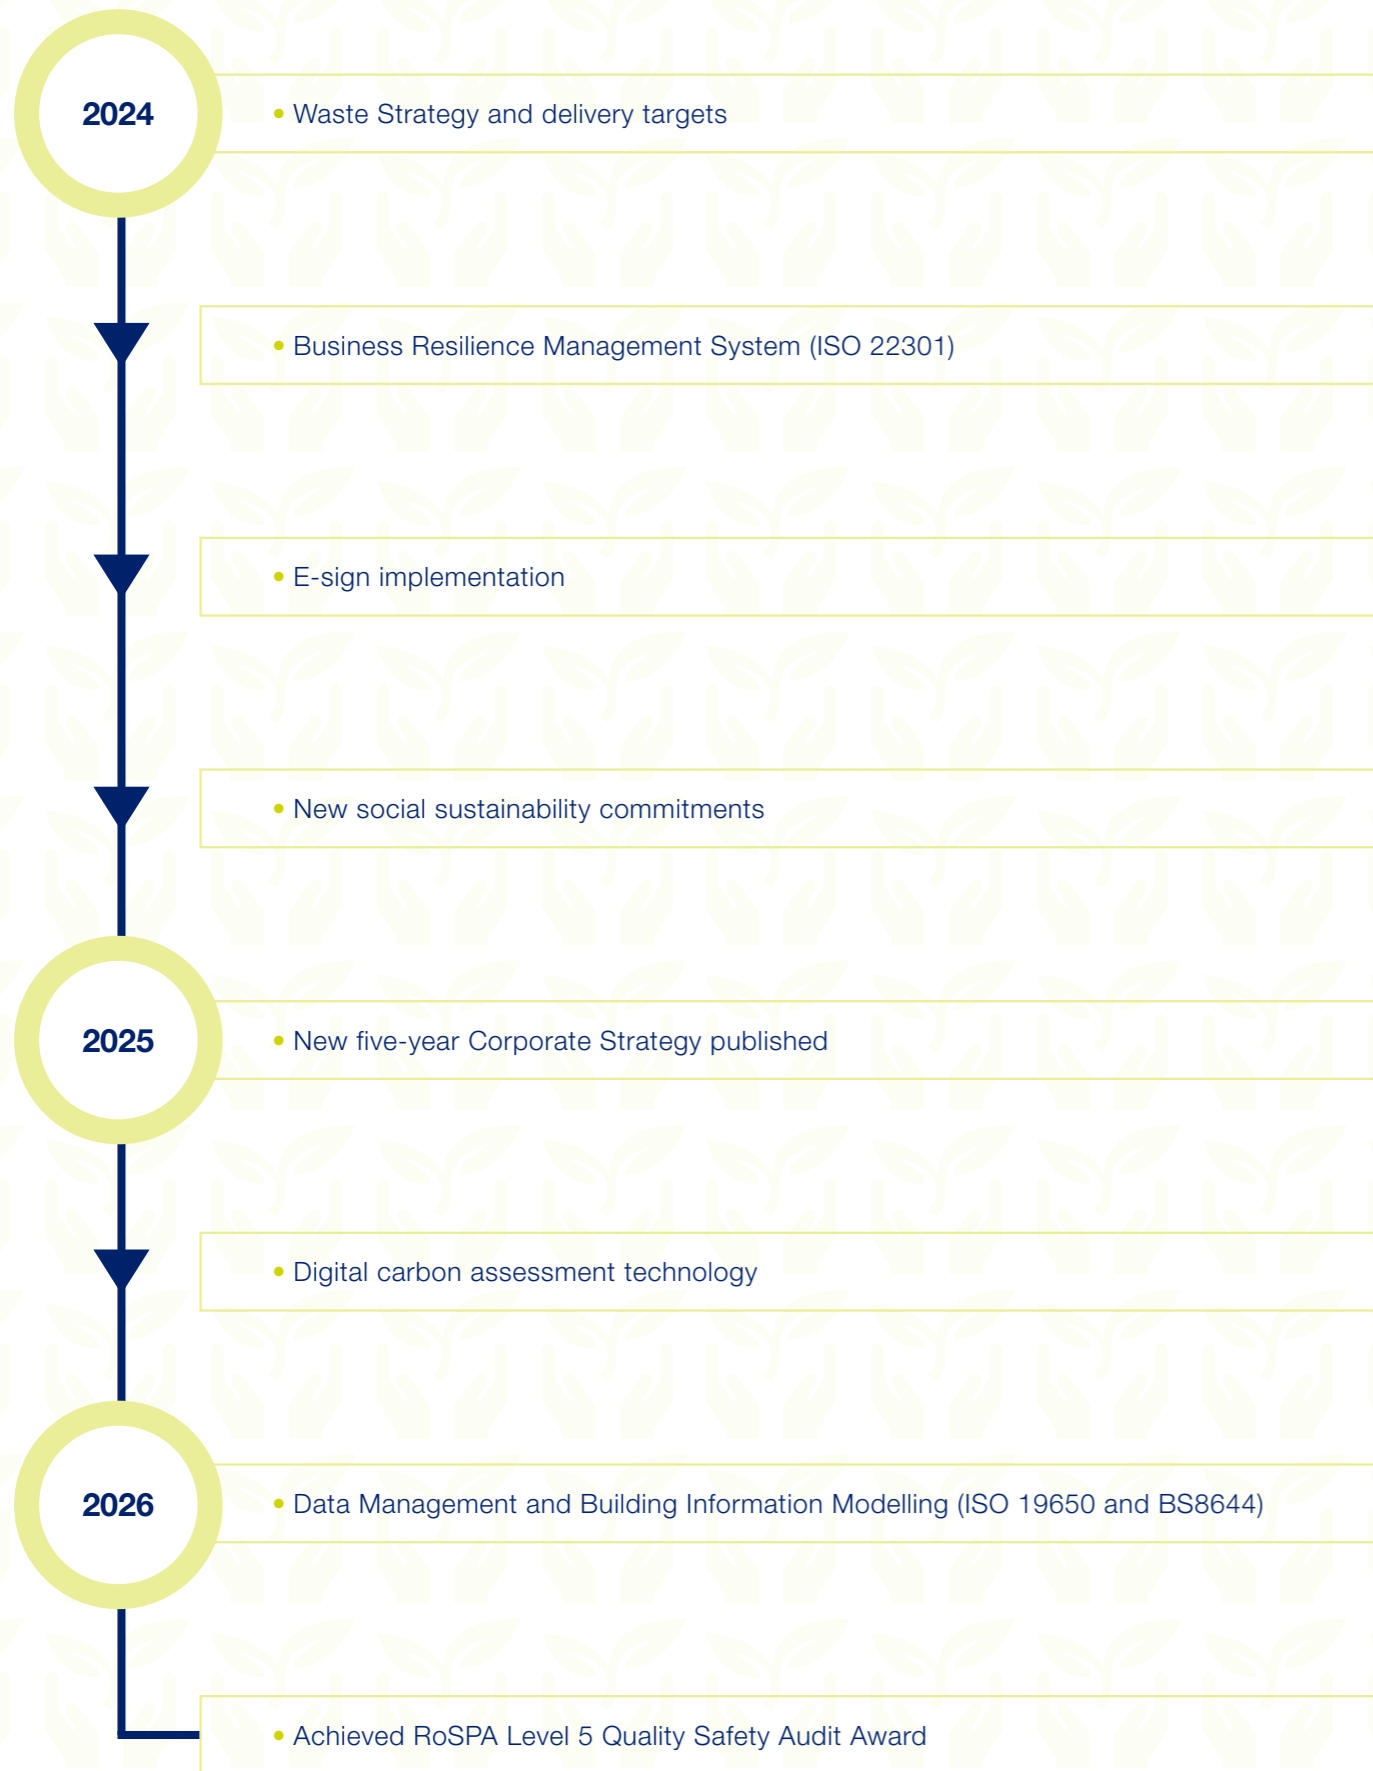 2024
• Waste Strategy and delivery targets
• Business Resilience Management System (ISO 22301)
• E-sign implementation
• New social sustainability commitments
2025
• New five-year Corporate Strategy published
• Digital carbon assessment technology
2026
• Data Management and Building Information Modelling (ISO 19650 and BS8644)
• Achieved RoSPA Level 5 Quality Safety Audit Award